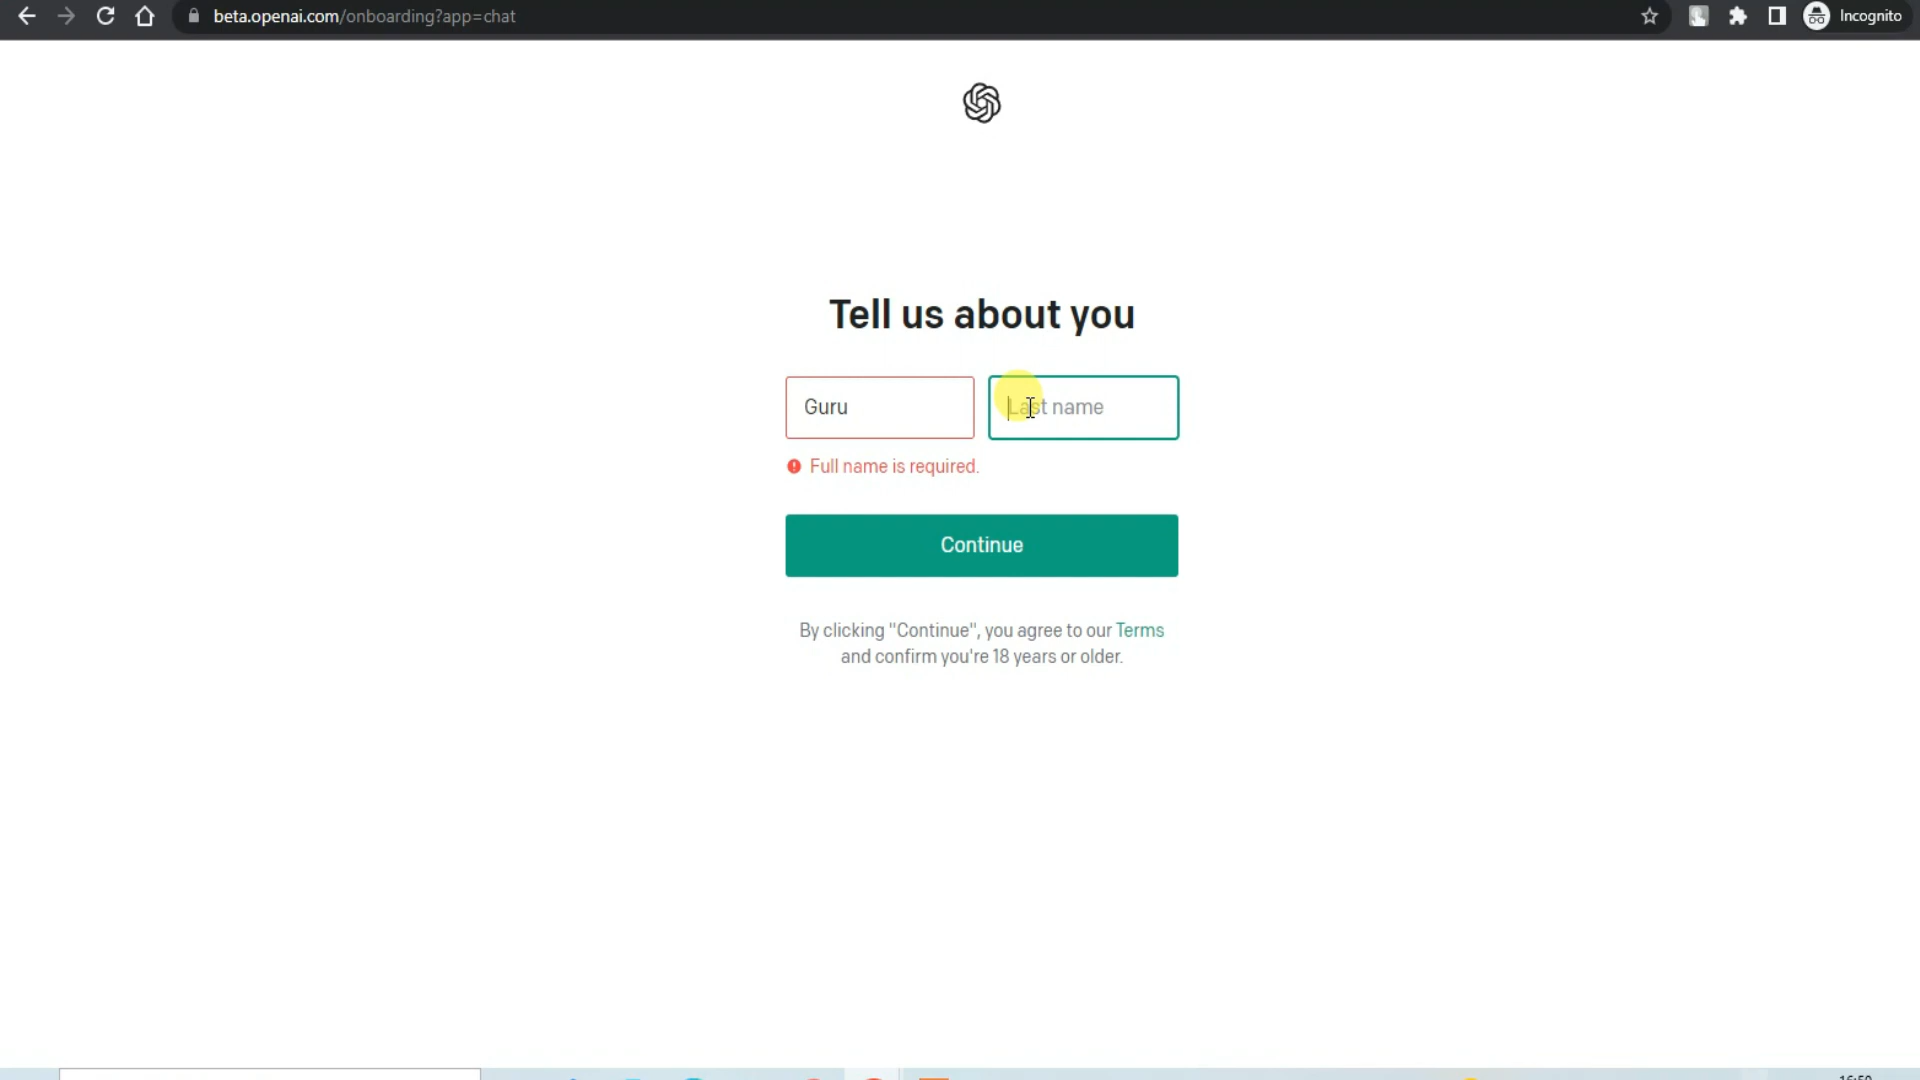 beta.openai.com/onboarding?app=chat
Incognito
Tell us about you
Guru
Last name
Full name is required.
Continue
By clicking "Continue", you agree to our Terms
and confirm you're 18 years or older.